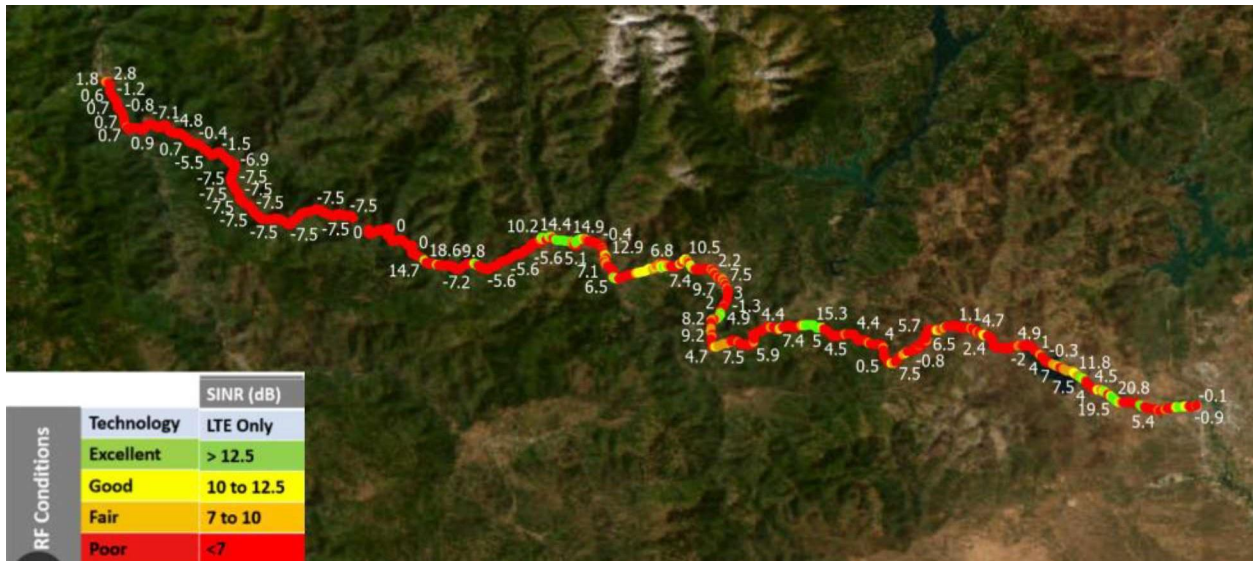 1.8 2.8
0.6 -1.2
0.7 -0.8 -7.1
0.7 -4.8
0.7 0.9 0.7 -0.4
-5.5 -1.5
-6.9
-7.5 -7.5
-7.5 -7.5
-7.5 -7.5
-7.5 -7.5 -7.5 -7.5 -7.5
0 0
0
14.7 18.6 9.8
-7.2 -5.6
-5.6
10.2 14.4 14.9
-5.6 5.1 -0.4
12.9
7.1
6.5
6.8 10.5
7.4 2.2
9.7 7.5
2 3
-1.3
8.2 4.9
9.2
4.7 7.5 5.9
4.4 15.3
7.4 5 4.5 4.4
4 5.7
0.5 7.5 -0.8
6.5 1.1 4.7
2.4 4.9
-2 1
4 -0.3
7 11.8
7.5 4.5
4 20.8
19.5 5.4
-0.1
-0.9
RF Conditions
SINR (dB)
Technology LTE Only
Excellent > 12.5
Good 10 to 12.5
Fair 7 to 10
Poor <7